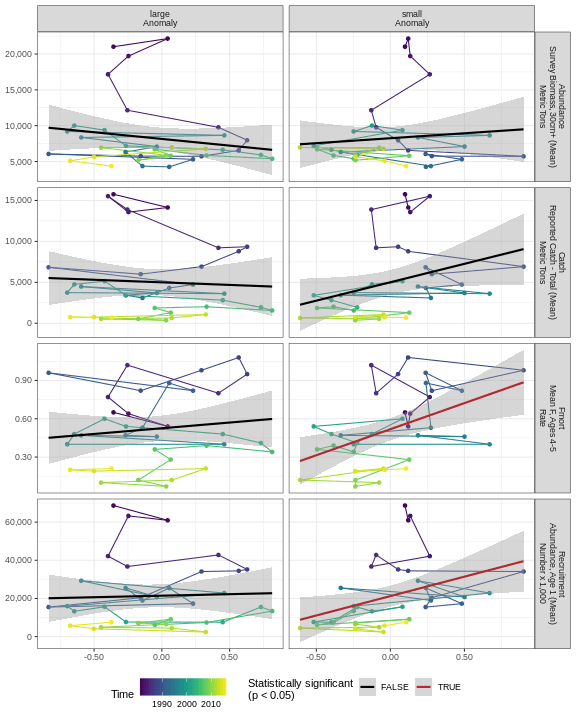 large
Anomaly
small
Anomaly
20,000
15,000
10,000
5,000
Abundance
Survey Biomass, 30cm+ (Mean)
Metric Tons
15,000
10,000
5,000
0
Catch
Reported Catch - Total (Mean)
Metric Tons
0.90
0.60
0.30
Fmort
Mean F, Ages 4-5
Rate
60,000
40,000
20,000
0
Recruitment
Abundance, Age 1 (Mean)
Number x 1,000
-0.50
0.00
0.50
-0.50
0.00
0.50
Time
1990 2000 2010
Statistically significant
(p < 0.05)
FALSE
TRUE